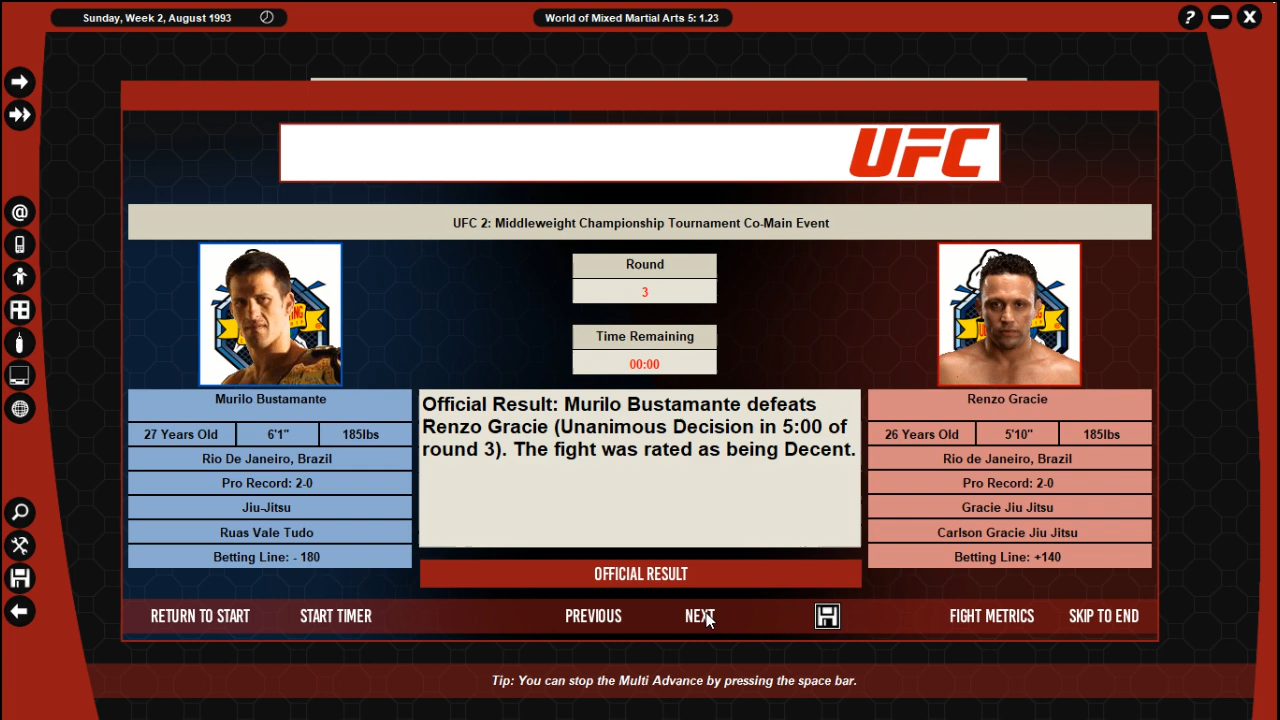 Sunday, Week 2, August 1993
World of Mixed Martial Arts 5: 1.23
?
X
@
UFC
UFC 2: Middleweight Championship Tournament Co-Main Event
Round
3
Time Remaining
00:00
Murilo Bustamante
27 Years Old 6'1" 185lbs
Rio De Janeiro, Brazil
Pro Record: 2-0
Jiu-Jitsu
Ruas Vale Tudo
Betting Line: - 180
Official Result: Murilo Bustamante defeats
Renzo Gracie (Unanimous Decision in 5:00 of
round 3). The fight was rated as being Decent.
OFFICIAL RESULT
Renzo Gracie
26 Years Old 5'10" 185lbs
Rio de Janeiro, Brazil
Pro Record: 2-0
Gracie Jiu Jitsu
Carlson Gracie Jiu Jitsu
Betting Line: +140
RETURN TO START START TIMER PREVIOUS NEXT FIGHT METRICS SKIP TO END
Tip: You can stop the Multi Advance by pressing the space bar.